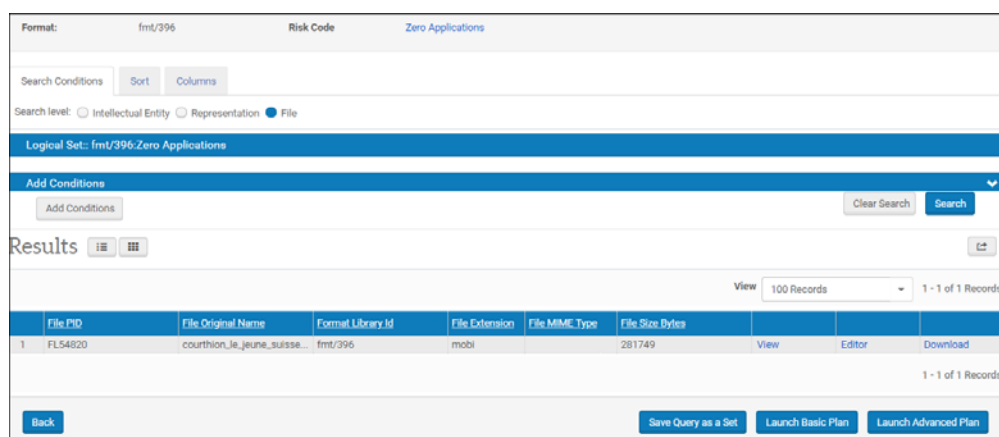 Format: fmt/396 Risk Code Zero Applications
Search Conditions Sort Columns
Search level: Intellectual Entity Representation File
Logical Set:: fmt/396:Zero Applications
Add Conditions
Add Conditions Clear Search Search
Results
View 100 Records 1 - 1 of 1 Records
File PID File Original Name Format Library Id File Extension File MIME Type File Size Bytes
1 FL54820 courthion_le_jeune_suisse... fmt/396 mobi 281749 View Editor Download
1 - 1 of 1 Records
Back Save Query as a Set Launch Basic Plan Launch Advanced Plan